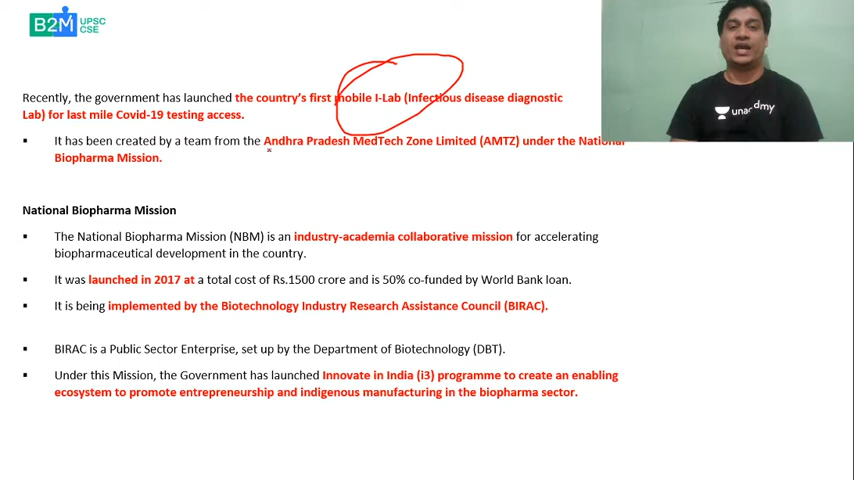 B2M UPSC
CSE
unacdmy
Recently, the government has launched the country's first mobile I-Lab (Infectious disease diagnostic
Lab) for last mile Covid-19 testing access.
▪ It has been created by a team from the Andhra Pradesh MedTech Zone Limited (AMTZ) under the National
Biopharma Mission.
National Biopharma Mission
▪ The National Biopharma Mission (NBM) is an industry-academia collaborative mission for accelerating
biopharmaceutical development in the country.
▪ It was launched in 2017 at a total cost of Rs.1500 crore and is 50% co-funded by World Bank loan.
▪ It is being implemented by the Biotechnology Industry Research Assistance Council (BIRAC).
▪ BIRAC is a Public Sector Enterprise, set up by the Department of Biotechnology (DBT).
▪ Under this Mission, the Government has launched Innovate in India (i3) programme to create an enabling
ecosystem to promote entrepreneurship and indigenous manufacturing in the biopharma sector.